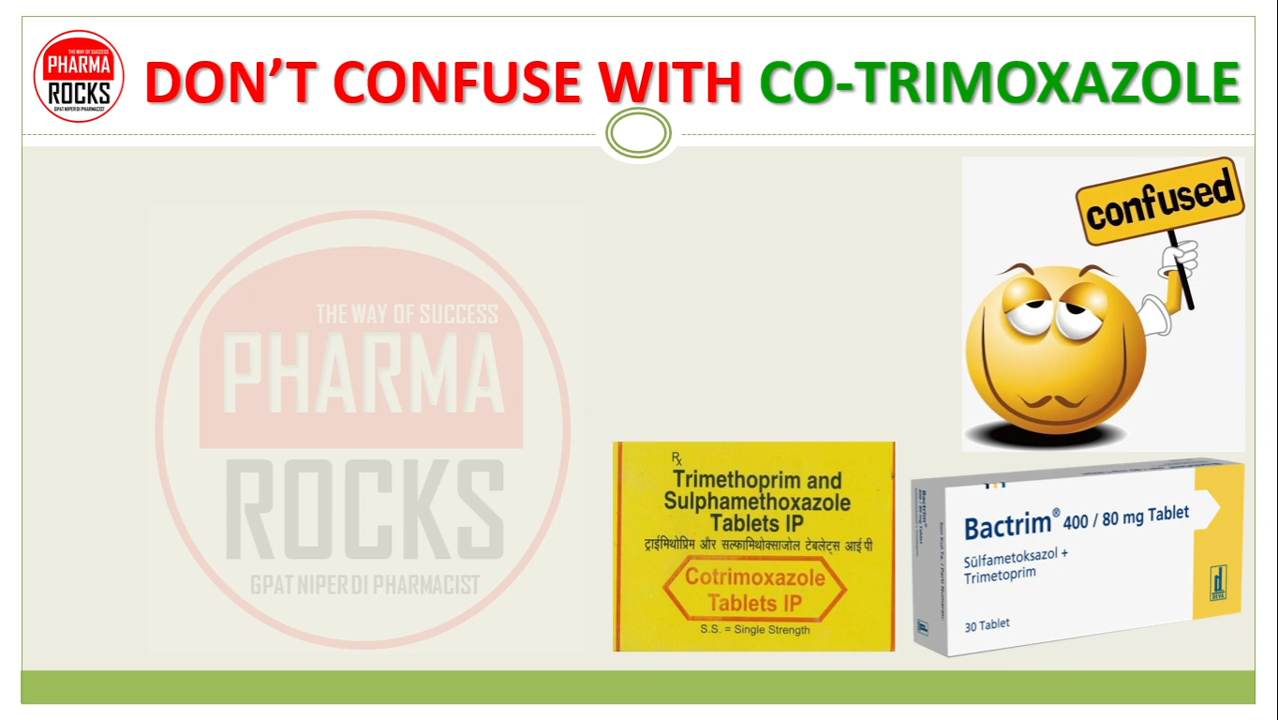 THE WAY OF SUCCESS
PHARMA
ROCKS
GPAT NIPER DI PHARMACIST
DON'T CONFUSE WITH CO-TRIMOXAZOLE
confused
THE WAY OF SUCCESS
PHARMA
ROCKS
GPAT NIPER DI PHARMACIST
Rx
Trimethoprim and
Sulphamethoxazole
Tablets IP
ट्राईमिथोप्रिम और सल्फामिथोक्साजोल टेबलेट्स आई पी
Cotrimoxazole
Tablets IP
S.S. = Single Strength
Bactrim® 400 / 80 mg Tablet
Sülfametoksazol +
Trimetoprim
30 Tablet
DEVA